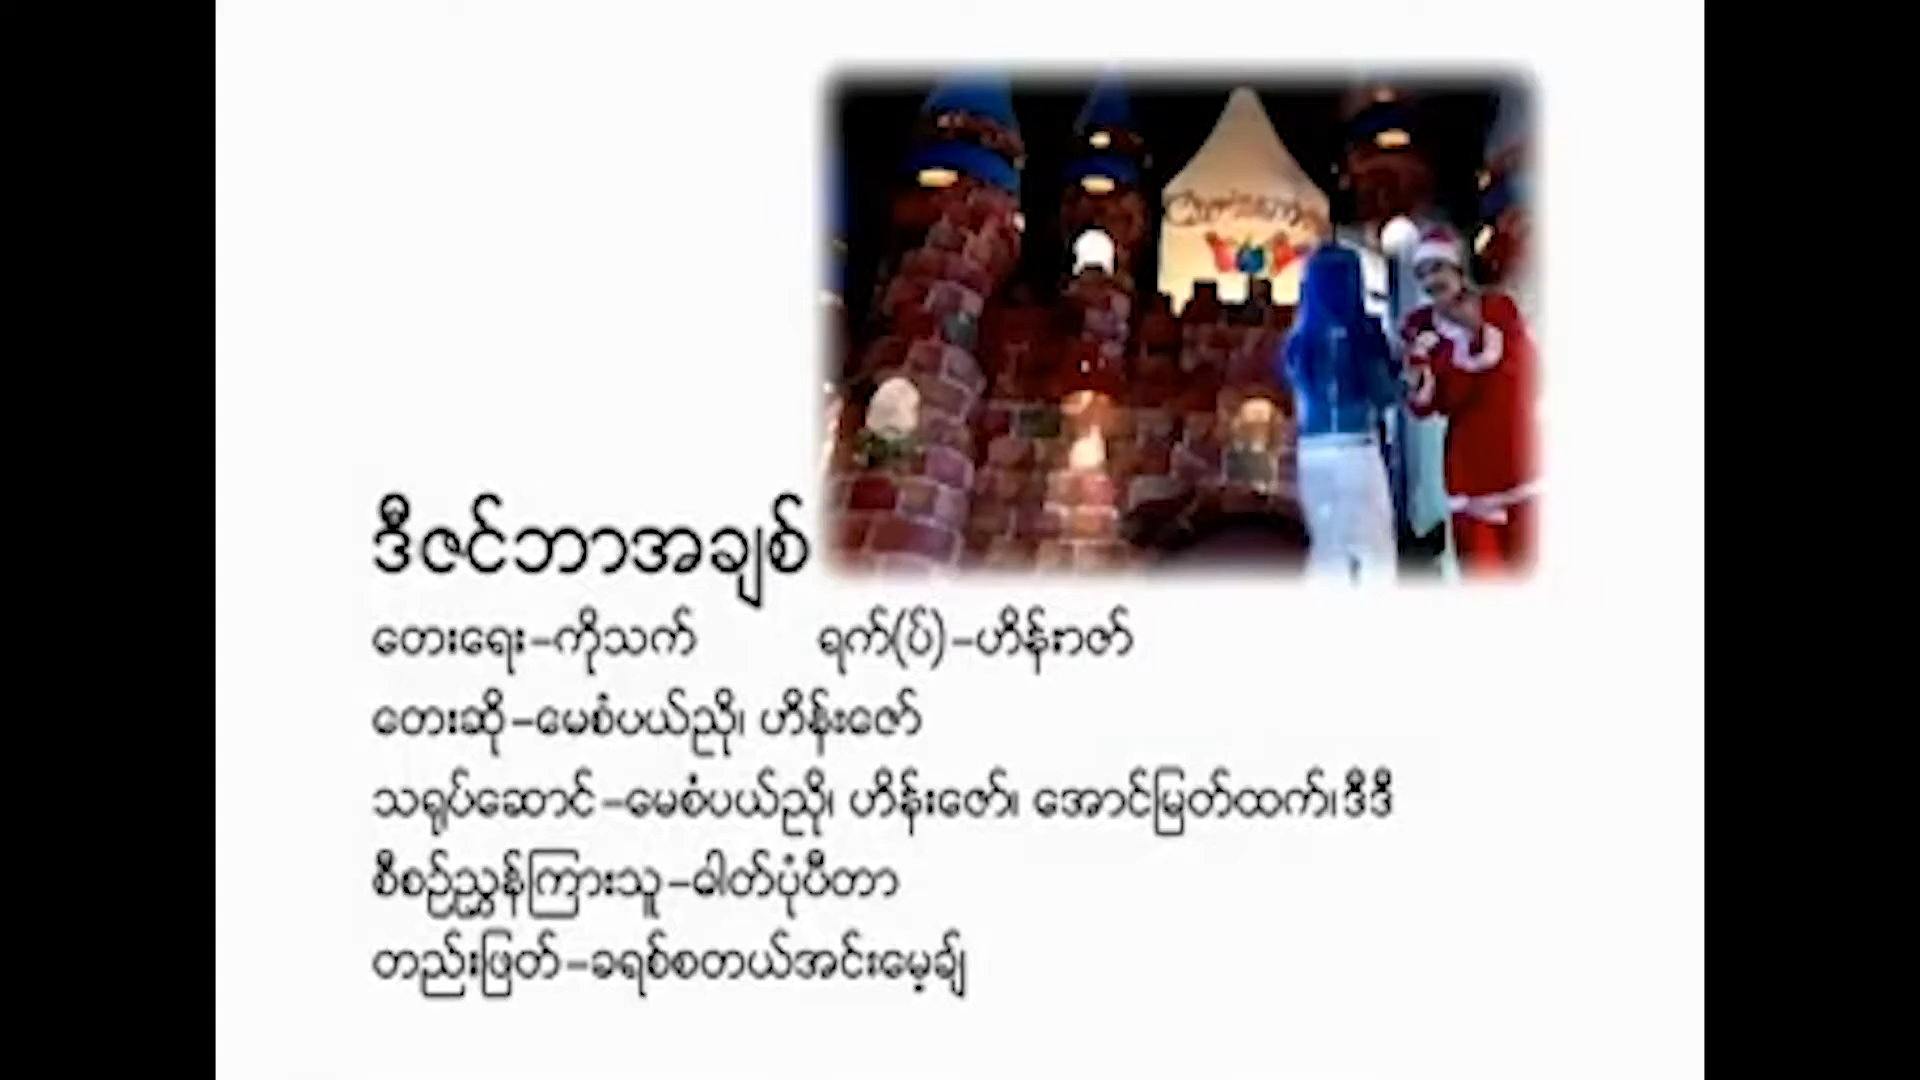 Christmas
ဒီဇင်ဘာအချစ်
တေးရေး-ကိုသက် ရက်(ပ်)-ဟိန်းဇော်
တေးဆို-မေစံပယ်ညို၊ ဟိန်းဇော်
သရုပ်ဆောင်-မေစံပယ်ညို၊ ဟိန်းဇော်၊ အောင်မြတ်ထက်၊ဒီဒီ
စီစဉ်ညွှန်ကြားသူ-ဓါတ်ပုံပီတာ
တည်းဖြတ်-ခရစ်စတယ်အင်းမေ့ချ်